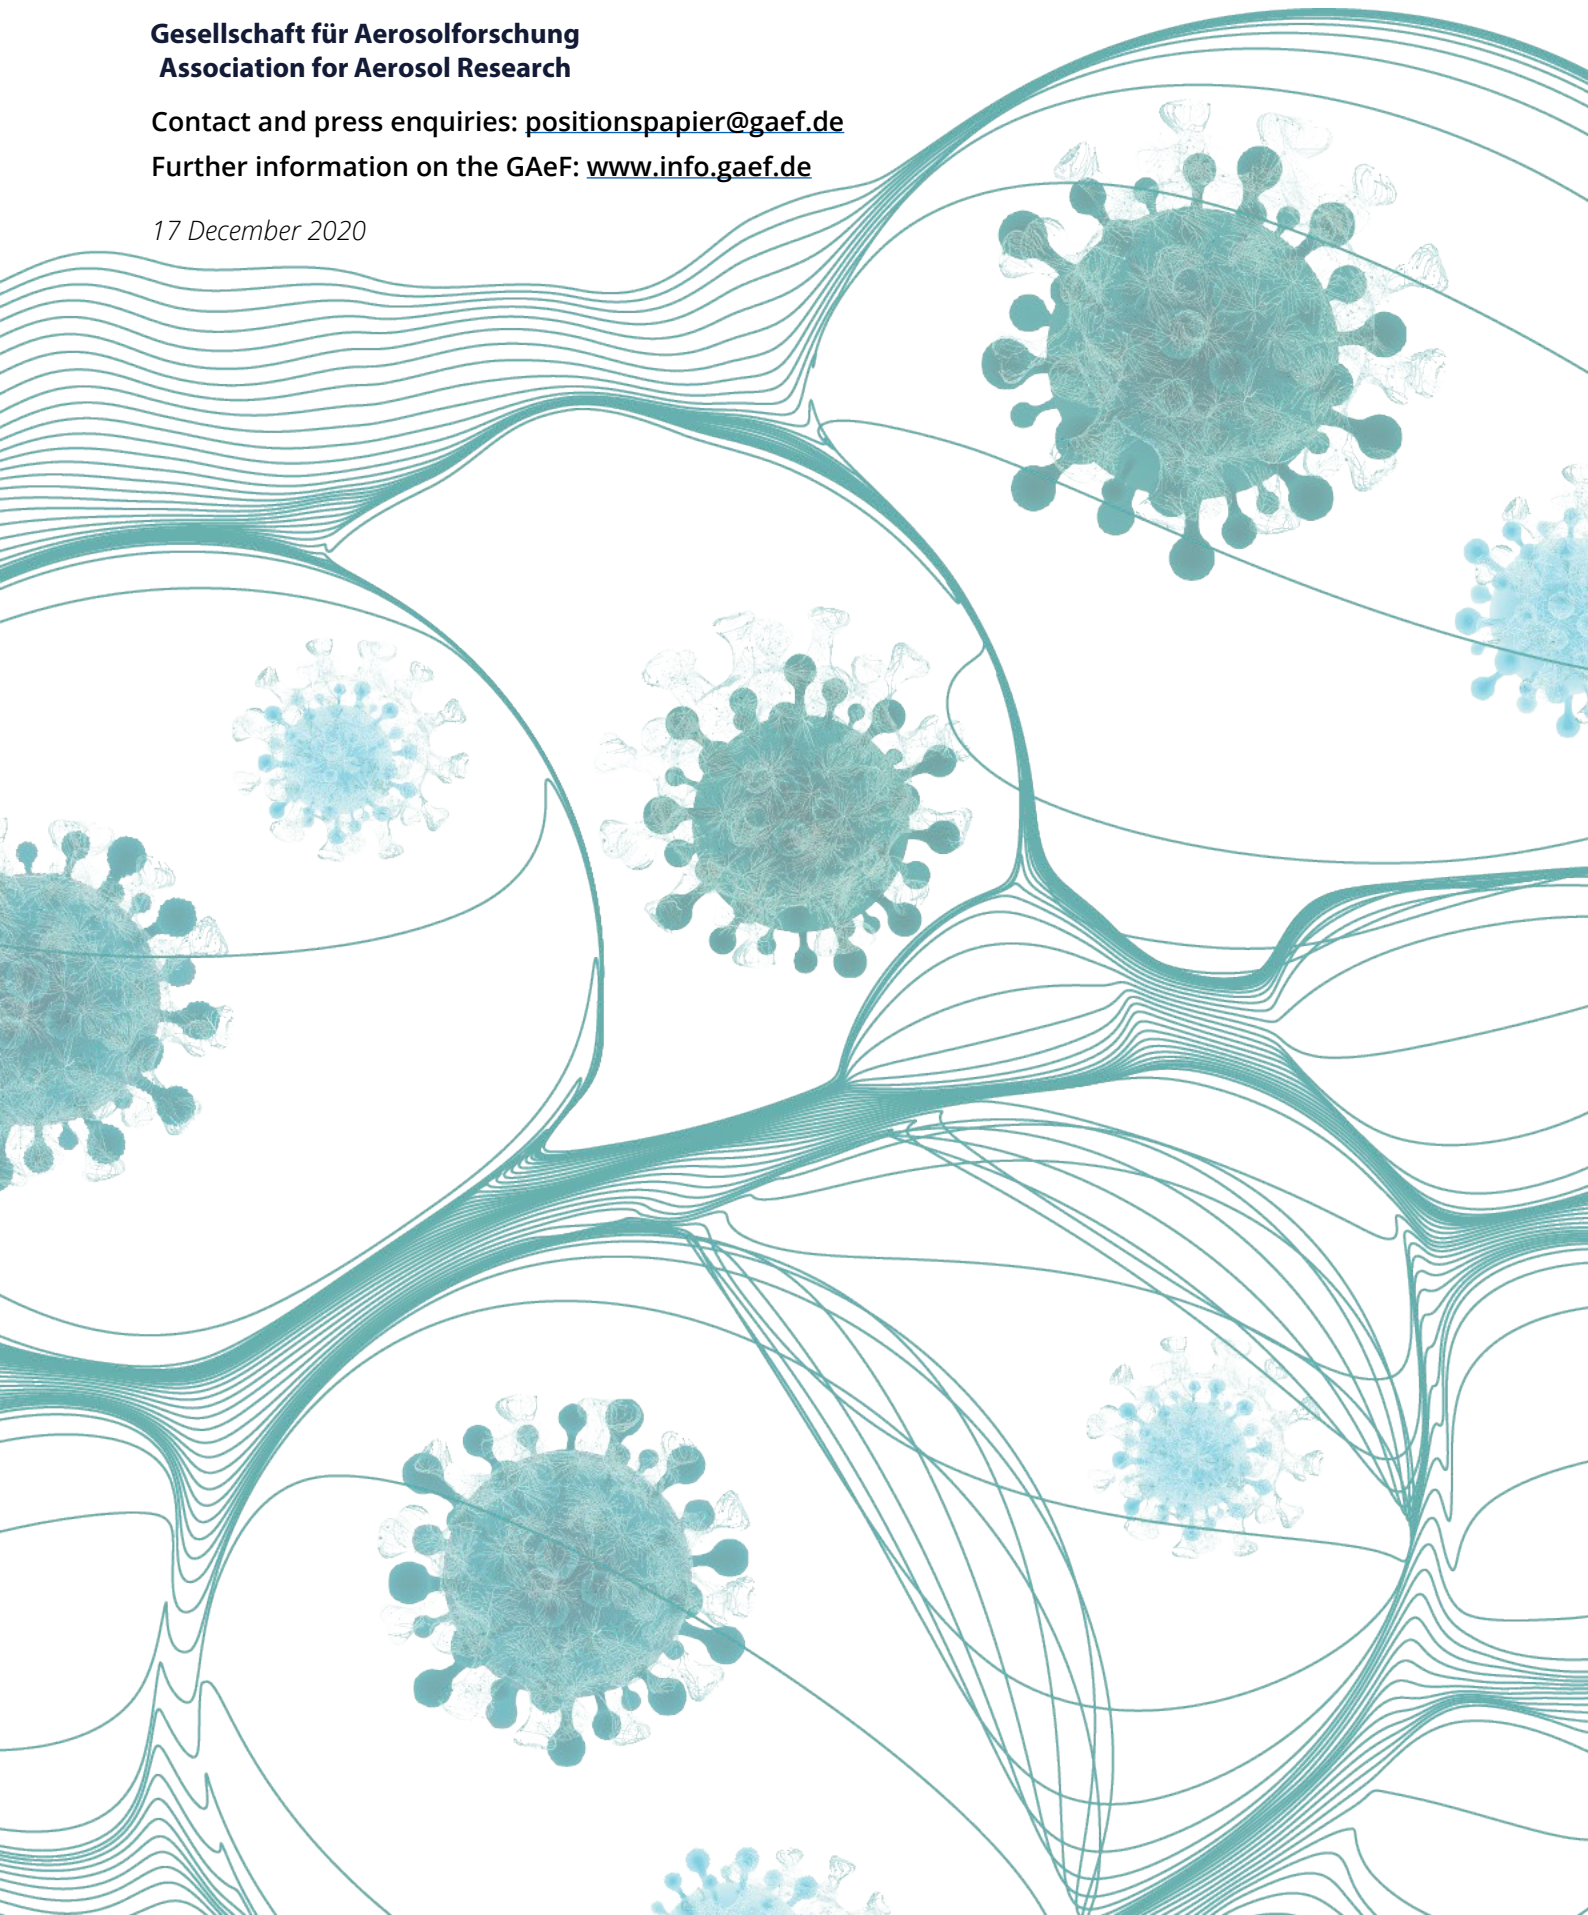 Gesellschaft für Aerosolforschung
Association for Aerosol Research
Contact and press enquiries: positionspapier@gaef.de
Further information on the GAeF: www.info.gaef.de
17 December 2020